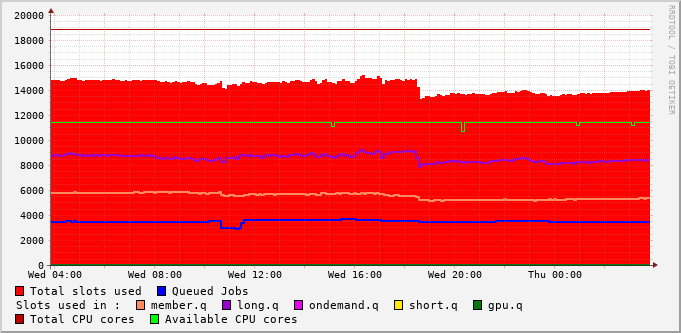 RRDTOOL / TOBI OETIKER
20000
18000
16000
14000
12000
10000
8000
6000
4000
2000
0
Wed 04:00 Wed 08:00 Wed 12:00 Wed 16:00 Wed 20:00 Thu 00:00
Total slots used Queued Jobs
Slots used in : member.q long.q ondemand.q short.q gpu.q
Total CPU cores Available CPU cores